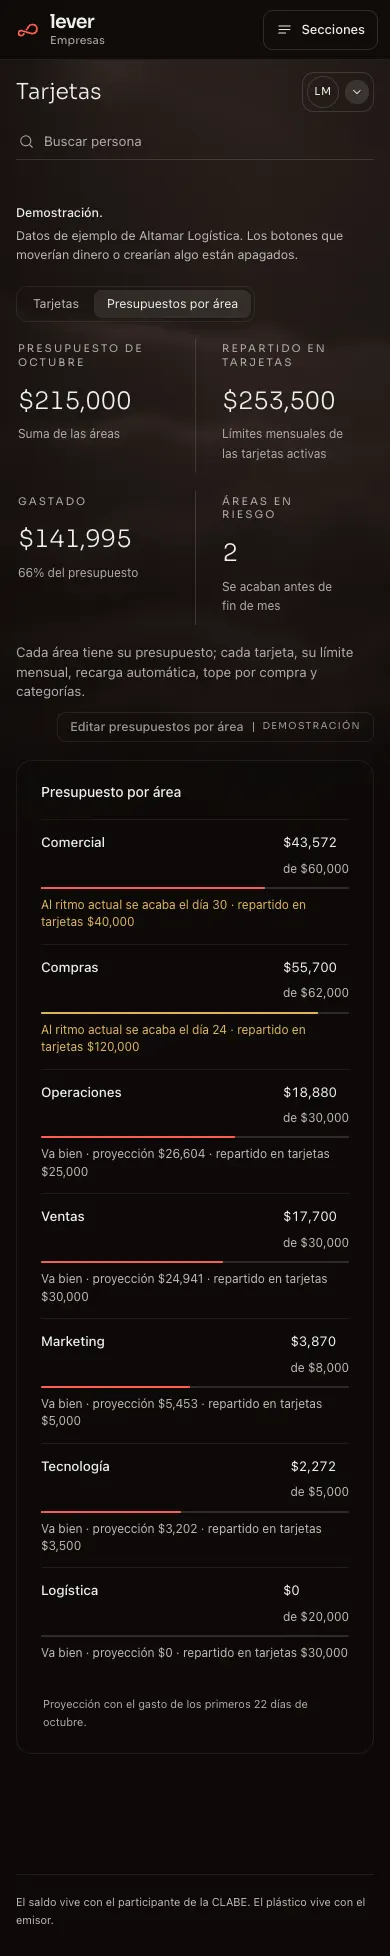 lever
Empresas
Secciones
Tarjetas
LM
Buscar persona
Demostración.
Datos de ejemplo de Altamar Logística. Los botones que
moverían dinero o crearían algo están apagados.
Tarjetas
Presupuestos por área
PRESUPUESTO DE
OCTUBRE
$215,000
Suma de las áreas
REPARTIDO EN
TARJETAS
$253,500
Límites mensuales de
las tarjetas activas
GASTADO
$141,995
66% del presupuesto
ÁREAS EN
RIESGO
2
Se acaban antes de
fin de mes
Cada área tiene su presupuesto; cada tarjeta, su límite
mensual, recarga automática, tope por compra y
categorías.
Editar presupuestos por área | DEMOSTRACIÓN
Presupuesto por área
Comercial
$43,572
de $60,000
Al ritmo actual se acaba el día 30 · repartido en
tarjetas $40,000
Compras
$55,700
de $62,000
Al ritmo actual se acaba el día 24 · repartido en
tarjetas $120,000
Operaciones
$18,880
de $30,000
Va bien · proyección $26,604 · repartido en tarjetas
$25,000
Ventas
$17,700
de $30,000
Va bien · proyección $24,941 · repartido en tarjetas
$30,000
Marketing
$3,870
de $8,000
Va bien · proyección $5,453 · repartido en tarjetas
$5,000
Tecnología
$2,272
de $5,000
Va bien · proyección $3,202 · repartido en tarjetas
$3,500
Logística
$0
de $20,000
Va bien · proyección $0 · repartido en tarjetas $30,000
Proyección con el gasto de los primeros 22 días de
octubre.
El saldo vive con el participante de la CLABE. El plástico vive con el
emisor.